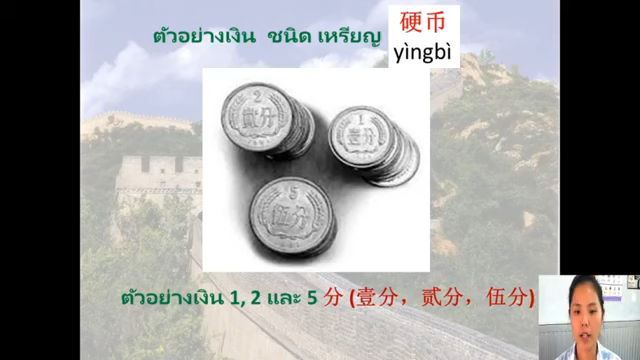 ตัวอย่างเงิน ชนิด เหรียญ 硬币
yìngbì
2
贰分
1
壹分
5
伍分
ตัวอย่างเงิน 1, 2 และ 5 分 (壹分，贰分，伍分)